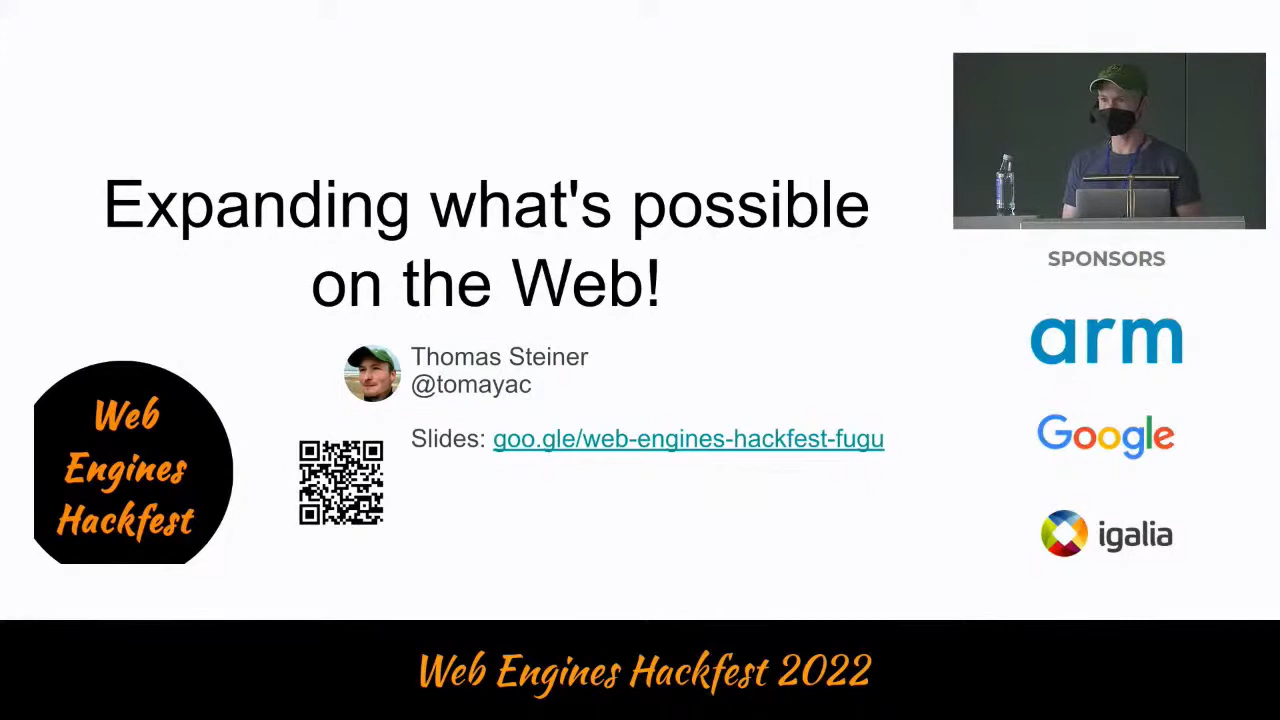 Expanding what's possible
on the Web!
Thomas Steiner
@tomayac
Slides: goo.gle/web-engines-hackfest-fugu
Web
Engines
Hackfest
SPONSORS
arm
Google
igalia
Web Engines Hackfest 2022